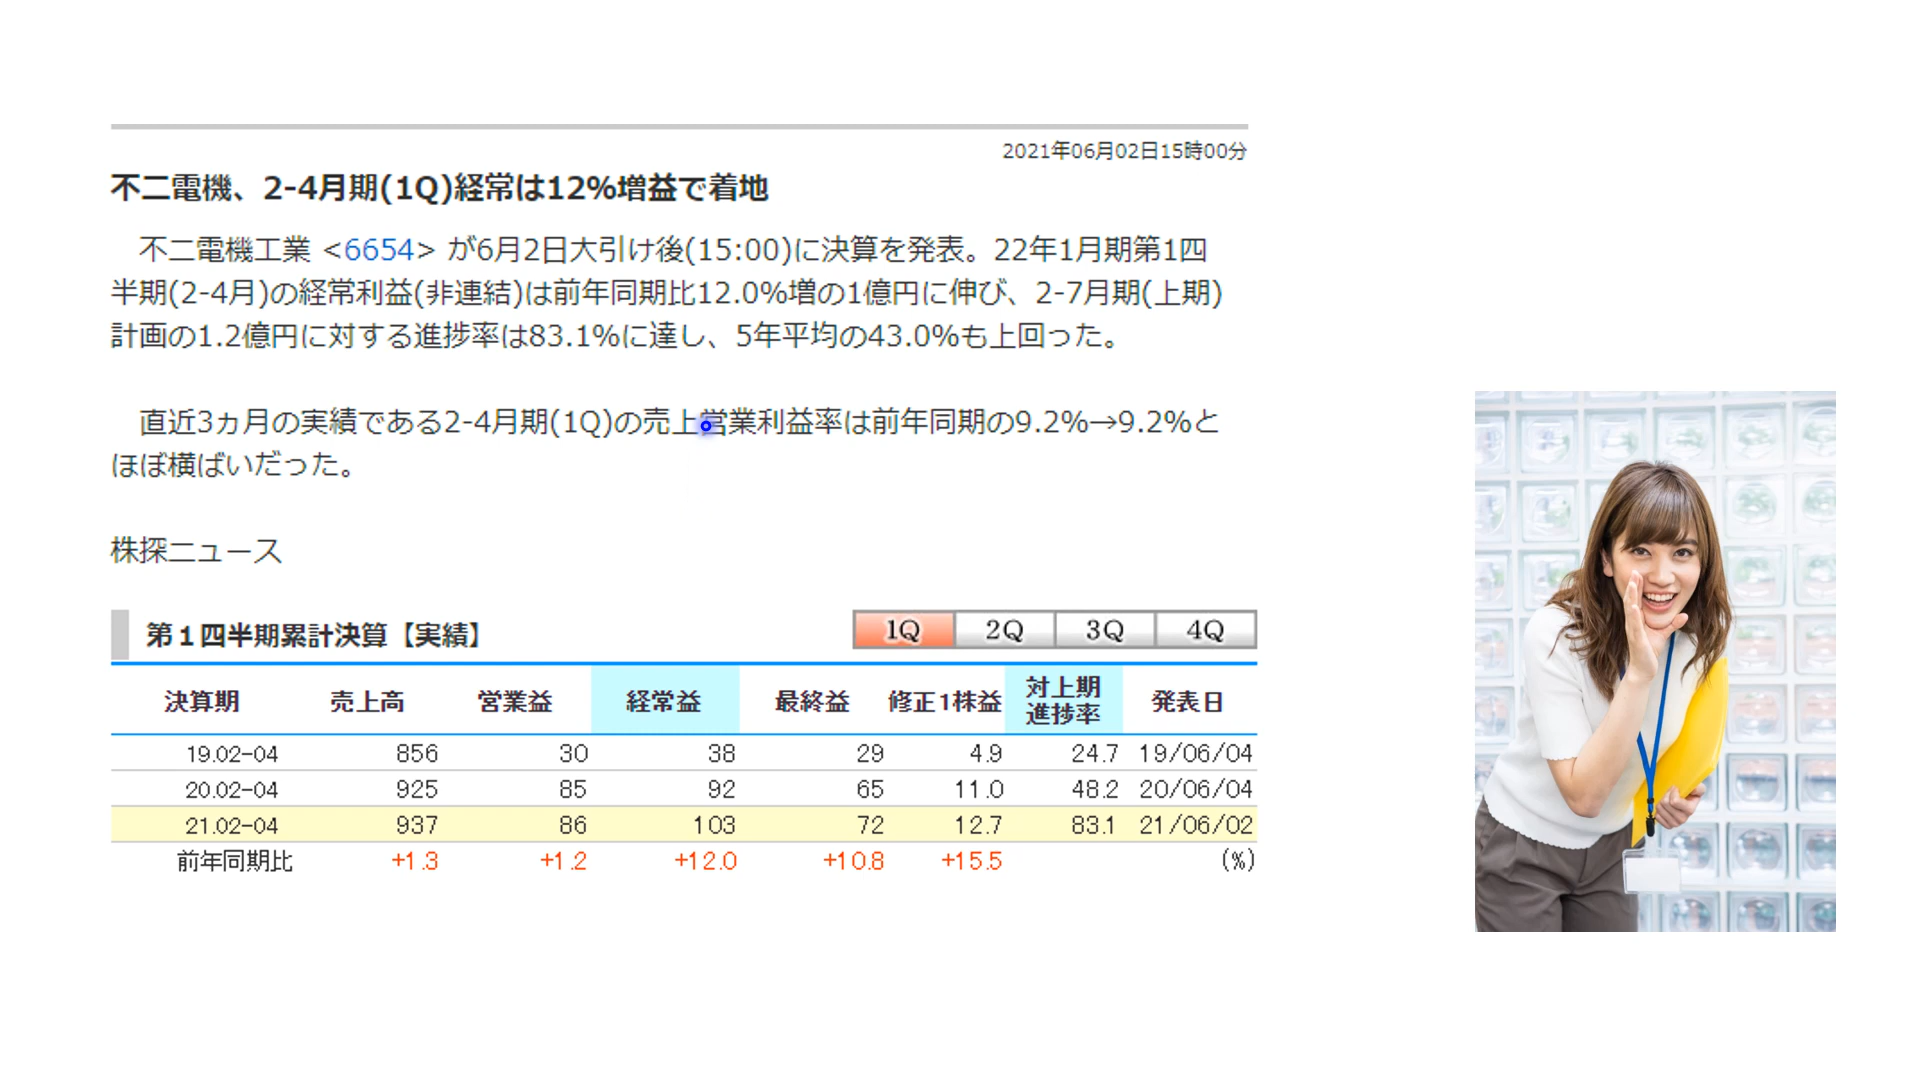 2021年06月02日15時00分
不二電機、2-4月期(1Q)経常は12%増益で着地
不二電機工業 <6654> が6月2日大引け後(15:00)に決算を発表。22年1月期第1四
半期(2-4月)の経常利益(非連結)は前年同期比12.0%増の1億円に伸び、2-7月期(上期)
計画の1.2億円に対する進捗率は83.1%に達し、5年平均の43.0%も上回った。
直近3ヵ月の実績である2-4月期(1Q)の売上営業利益率は前年同期の9.2%→9.2%と
ほぼ横ばいだった。
株探ニュース
第１四半期累計決算【実績】 1Q 2Q 3Q 4Q
決算期 売上高 営業益 経常益 最終益 修正1株益 対上期
進捗率 発表日
19.02-04 856 30 38 29 4.9 24.7 19/06/04
20.02-04 925 85 92 65 11.0 48.2 20/06/04
21.02-04 937 86 103 72 12.7 83.1 21/06/02
前年同期比 +1.3 +1.2 +12.0 +10.8 +15.5 (%)